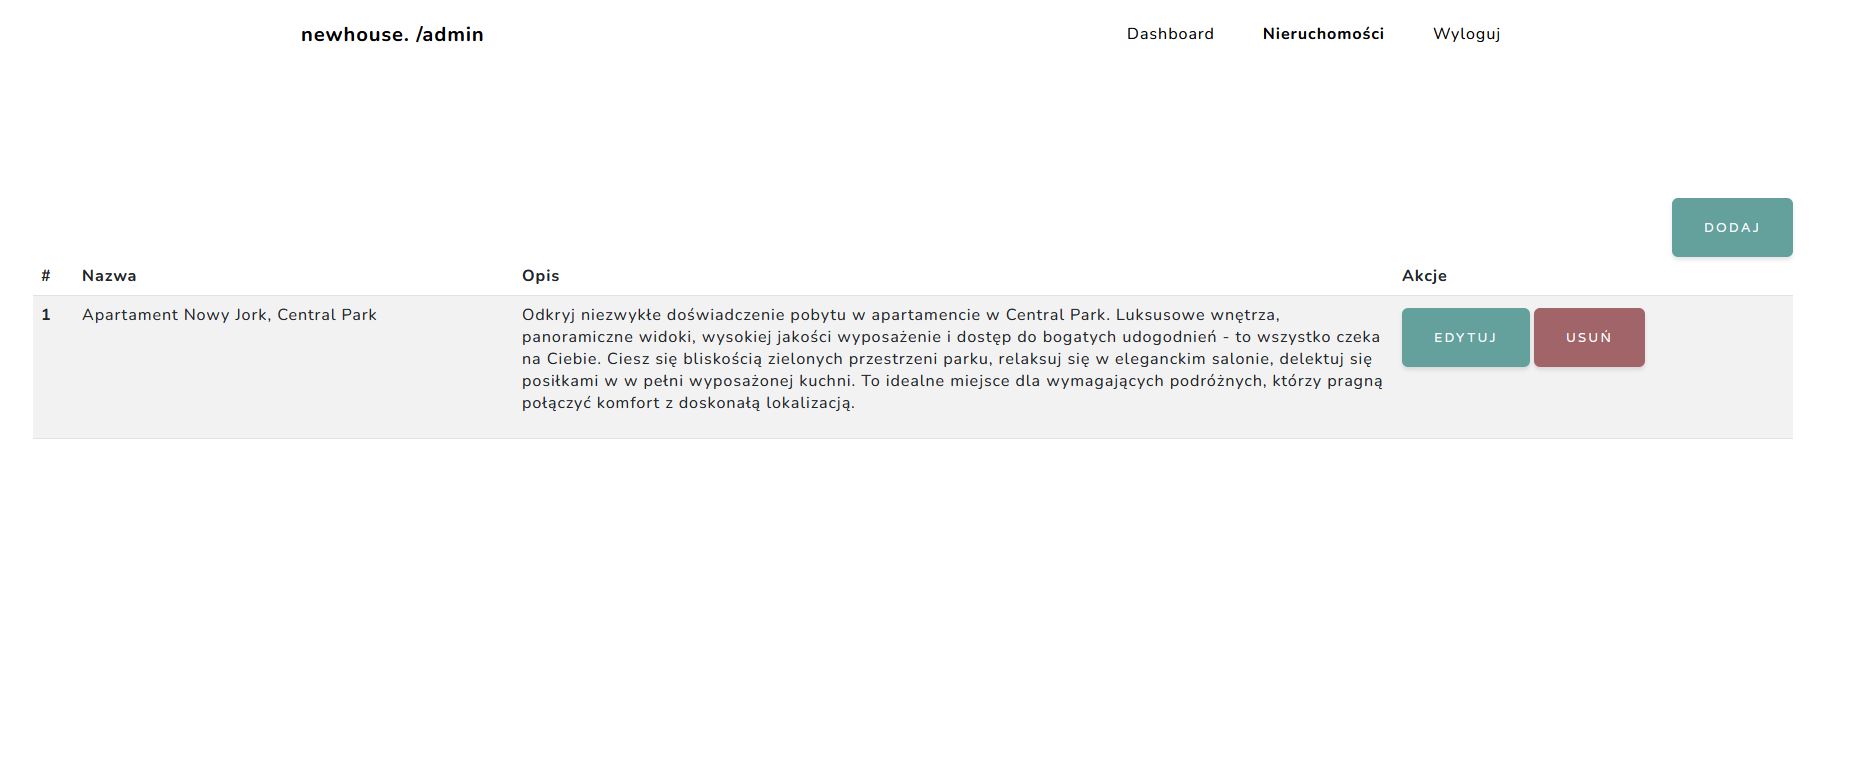 newhouse. /admin
Dashboard Nieruchomości Wyloguj
DODAJ
# Nazwa Opis Akcje
1 Apartament Nowy Jork, Central Park Odkryj niezwykłe doświadczenie pobytu w apartamencie w Central Park. Luksusowe wnętrza,
panoramiczne widoki, wysokiej jakości wyposażenie i dostęp do bogatych udogodnień - to wszystko czeka
na Ciebie. Ciesz się bliskością zielonych przestrzeni parku, relaksuj się w eleganckim salonie, delektuj się
posiłkami w w pełni wyposażonej kuchni. To idealne miejsce dla wymagających podróżnych, którzy pragną
połączyć komfort z doskonałą lokalizacją.
EDYTUJ USUŃ